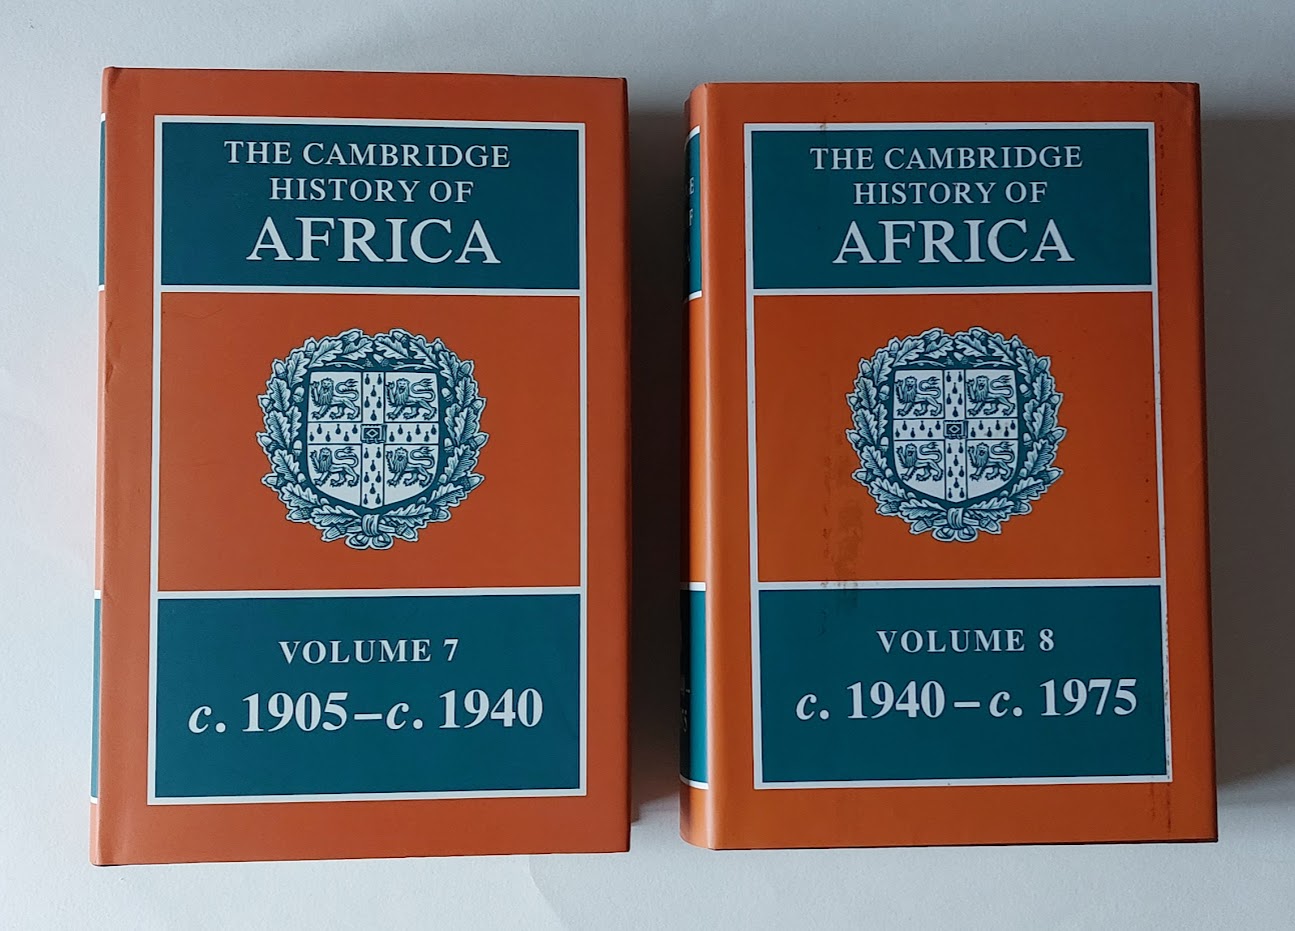 THE CAMBRIDGE
HISTORY OF
AFRICA
VOLUME 7
c. 1905–c. 1940
THE CAMBRIDGE
HISTORY OF
AFRICA
VOLUME 8
c. 1940–c. 1975